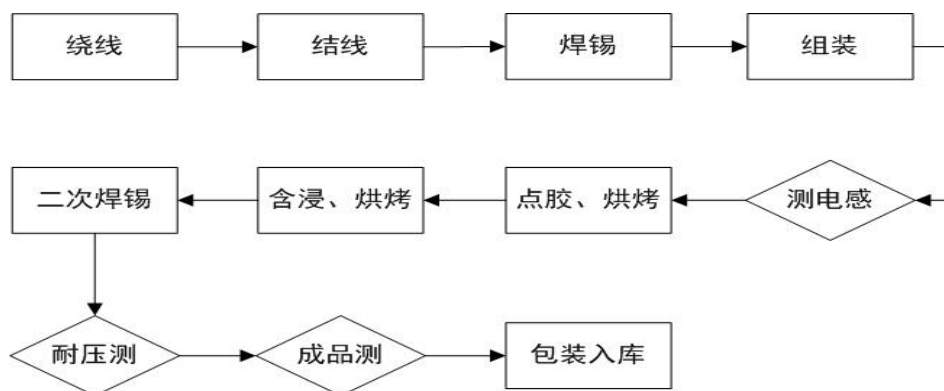 绕线
结线
焊锡
组装
测电感
点胶、烘烤
含浸、烘烤
二次焊锡
耐压测
成品测
包装入库